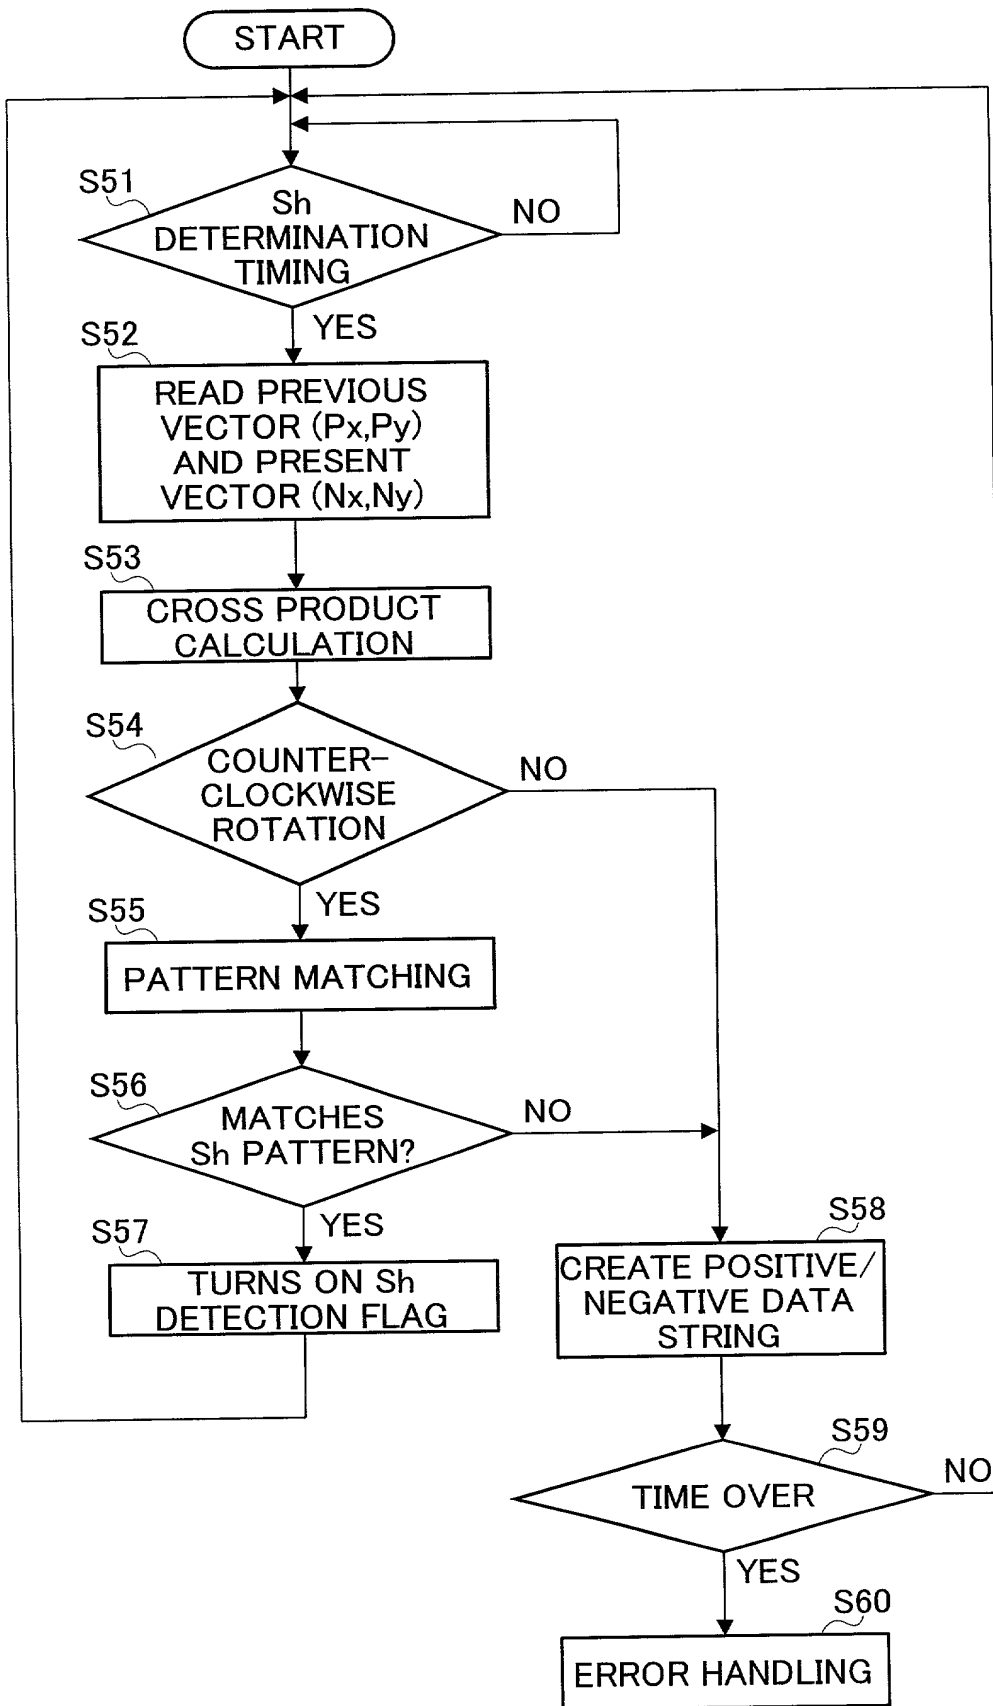 START
S51
Sh
DETERMINATION
TIMING
NO
YES
S52
READ PREVIOUS
VECTOR (Px,Py)
AND PRESENT
VECTOR (Nx,Ny)
S53
CROSS PRODUCT
CALCULATION
S54
COUNTER-
CLOCKWISE
ROTATION
NO
YES
S55
PATTERN MATCHING
S56
MATCHES
Sh PATTERN?
NO
YES
S57
TURNS ON Sh
DETECTION FLAG
S58
CREATE POSITIVE/
NEGATIVE DATA
STRING
S59
TIME OVER
NO
YES
S60
ERROR HANDLING